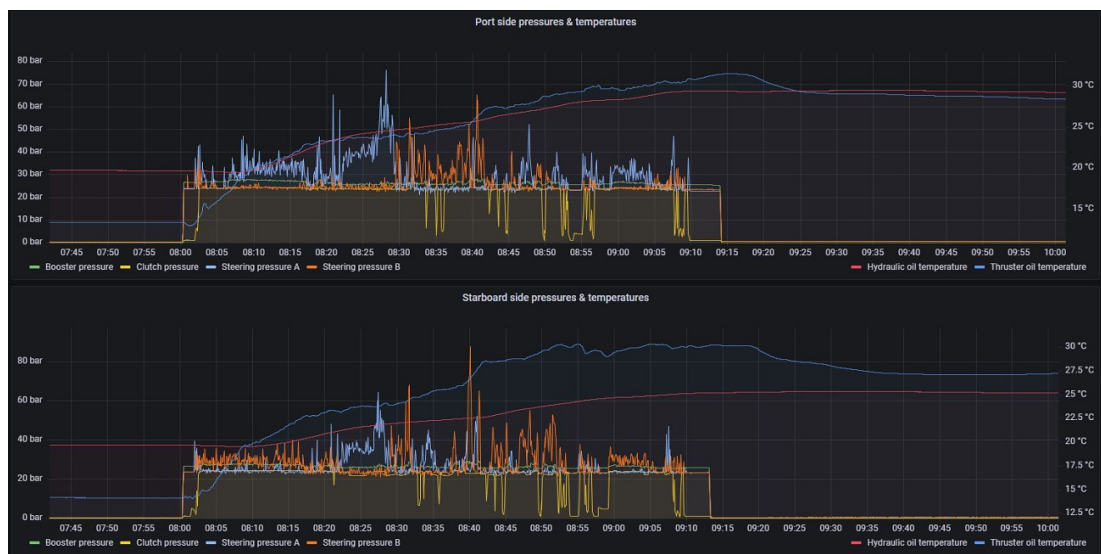 Port side pressures & temperatures
80 bar
70 bar
60 bar
50 bar
40 bar
30 bar
20 bar
10 bar
0 bar
30 °C
25 °C
20 °C
15 °C
07:45 07:50 07:55 08:00 08:05 08:10 08:15 08:20 08:25 08:30 08:35 08:40 08:45 08:50 08:55 09:00 09:05 09:10 09:15 09:20 09:25 09:30 09:35 09:40 09:45 09:50 09:55 10:00
Booster pressure Clutch pressure Steering pressure A Steering pressure B Hydraulic oil temperature Thruster oil temperature
Starboard side pressures & temperatures
80 bar
60 bar
40 bar
20 bar
0 bar
30 °C
27.5 °C
25 °C
22.5 °C
20 °C
17.5 °C
15 °C
12.5 °C
07:45 07:50 07:55 08:00 08:05 08:10 08:15 08:20 08:25 08:30 08:35 08:40 08:45 08:50 08:55 09:00 09:05 09:10 09:15 09:20 09:25 09:30 09:35 09:40 09:45 09:50 09:55 10:00
Booster pressure Clutch pressure Steering pressure A Steering pressure B Hydraulic oil temperature Thruster oil temperature